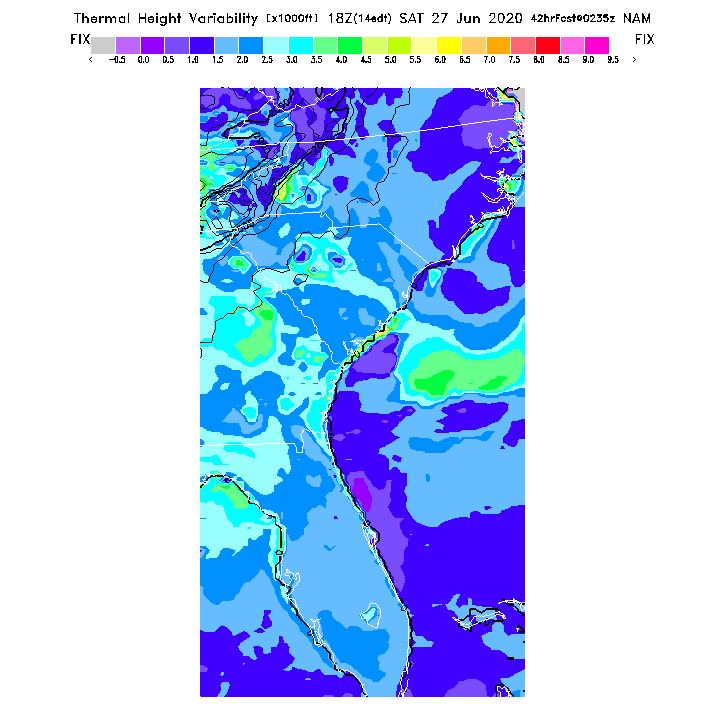 Thermal Height Variability [x1000ft] 18Z(14edt) SAT 27 Jun 2020 42hrFcst@0235z NAM
FIX FIX
< -0.5 0.0 0.5 1.0 1.5 2.0 2.5 3.0 3.5 4.0 4.5 5.0 5.5 6.0 6.5 7.0 7.5 8.0 8.5 9.0 9.5 >